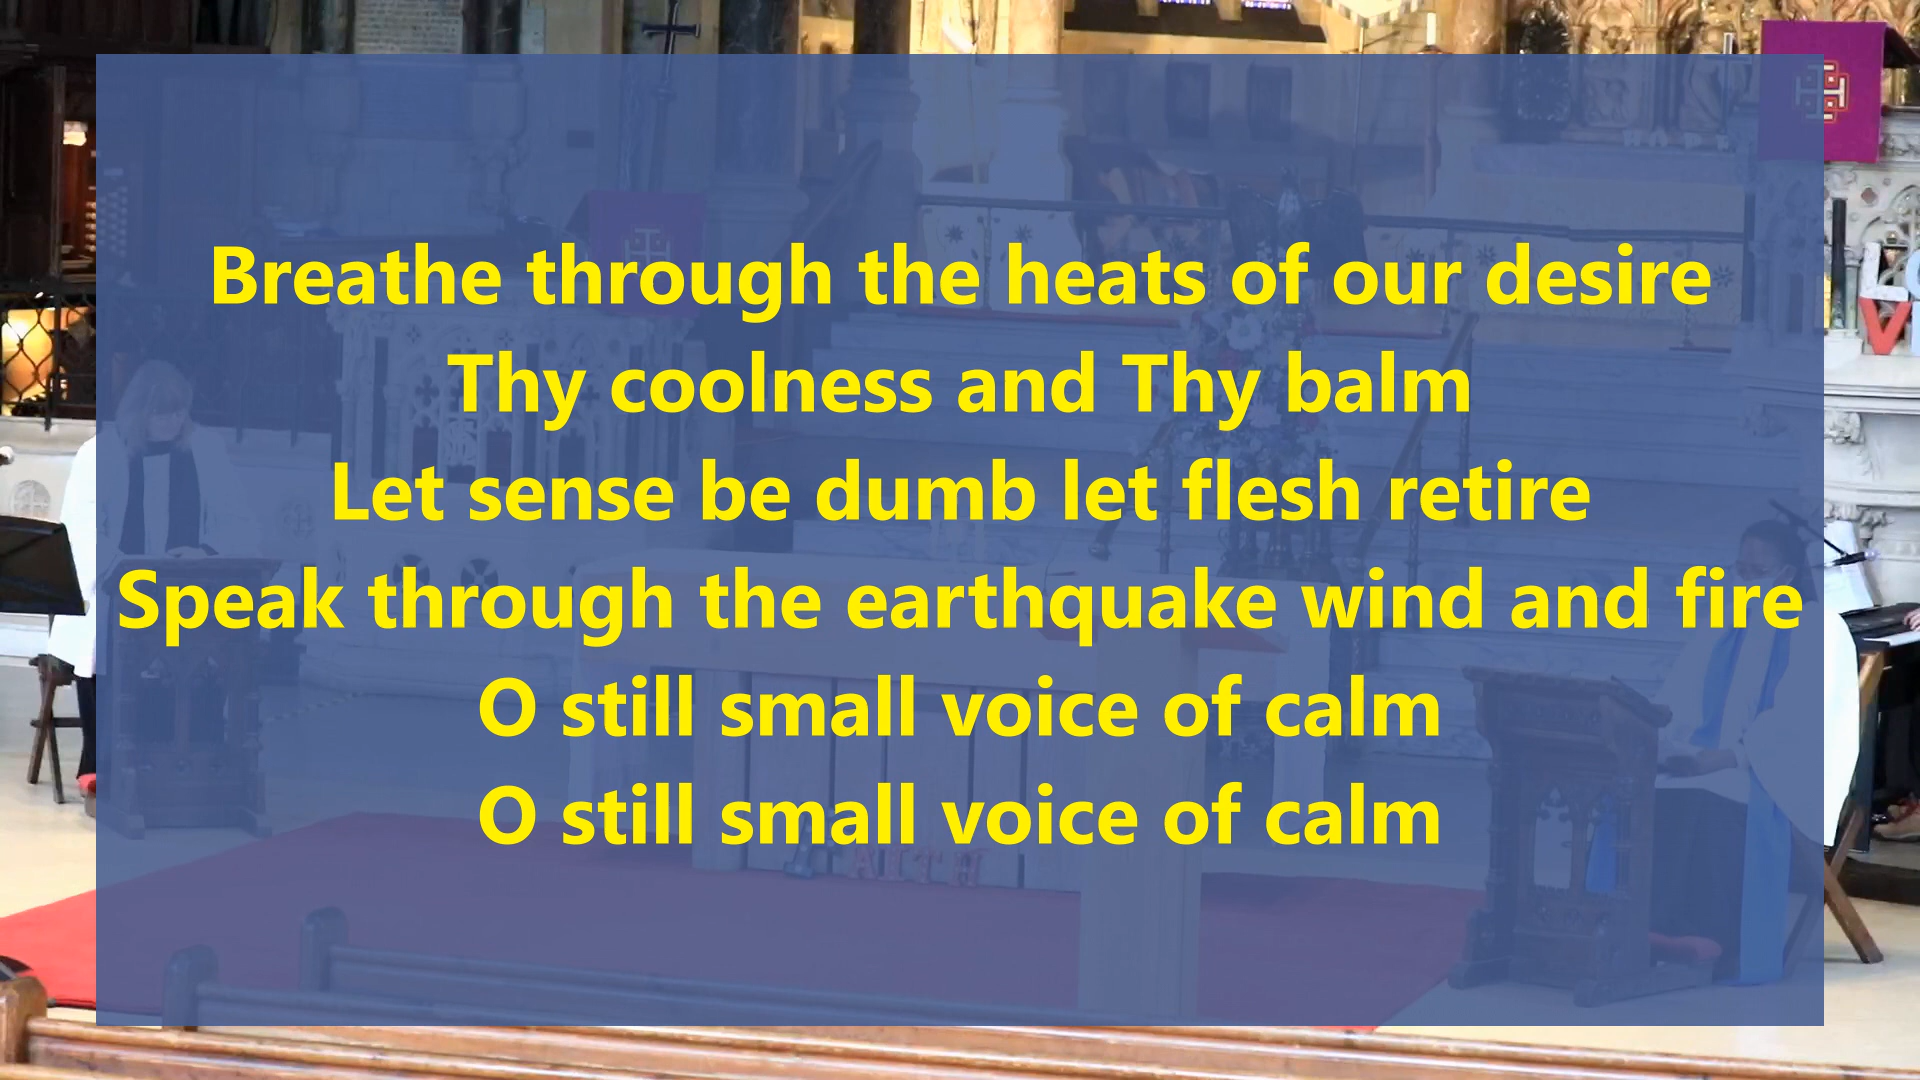 Breathe through the heats of our desire
Thy coolness and Thy balm
Let sense be dumb let flesh retire
Speak through the earthquake wind and fire
O still small voice of calm
O still small voice of calm
FAITH